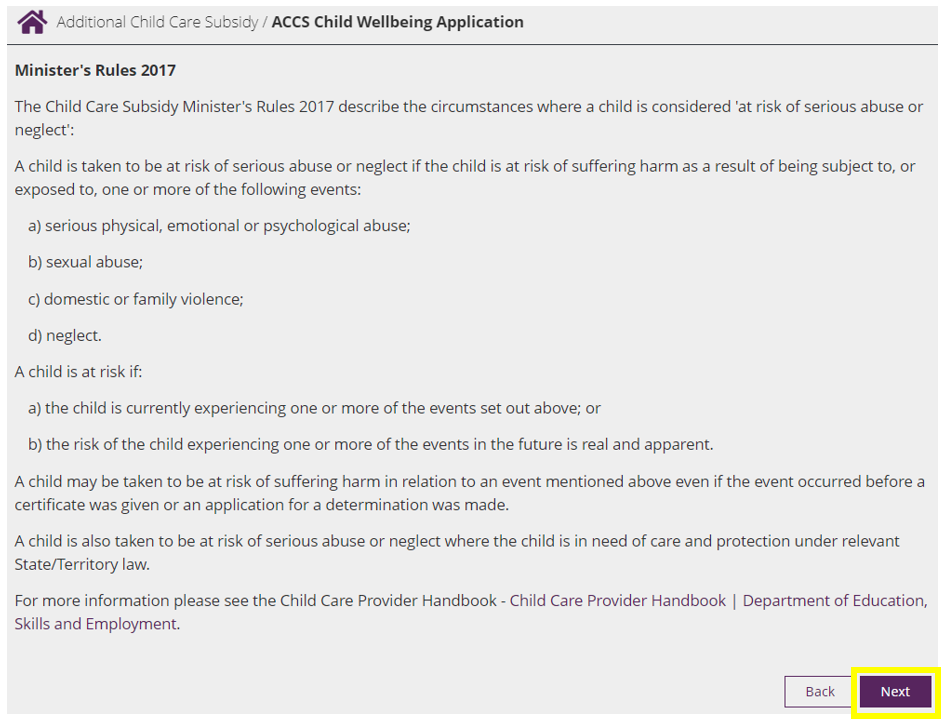 Additional Child Care Subsidy / ACCS Child Wellbeing Application
Minister's Rules 2017
The Child Care Subsidy Minister's Rules 2017 describe the circumstances where a child is considered 'at risk of serious abuse or
neglect':
A child is taken to be at risk of serious abuse or neglect if the child is at risk of suffering harm as a result of being subject to, or
exposed to, one or more of the following events:
a) serious physical, emotional or psychological abuse;
b) sexual abuse;
c) domestic or family violence;
d) neglect.
A child is at risk if:
a) the child is currently experiencing one or more of the events set out above; or
b) the risk of the child experiencing one or more of the events in the future is real and apparent.
A child may be taken to be at risk of suffering harm in relation to an event mentioned above even if the event occurred before a
certificate was given or an application for a determination was made.
A child is also taken to be at risk of serious abuse or neglect where the child is in need of care and protection under relevant
State/Territory law.
For more information please see the Child Care Provider Handbook - Child Care Provider Handbook | Department of Education,
Skills and Employment.
Back Next